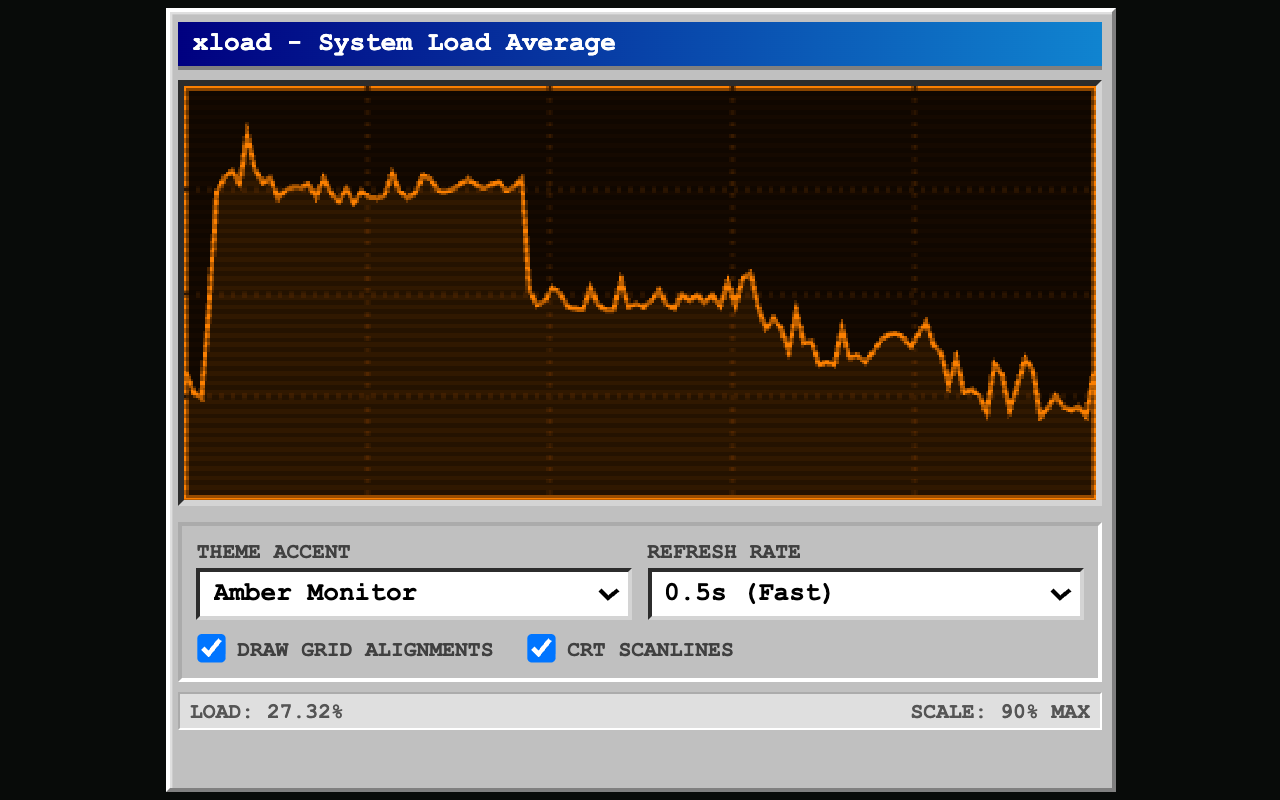 xload - System Load Average
THEME ACCENT
REFRESH RATE
Amber Monitor
0.5s (Fast)
DRAW GRID ALIGNMENTS
CRT SCANLINES
LOAD: 27.32%
SCALE: 90% MAX